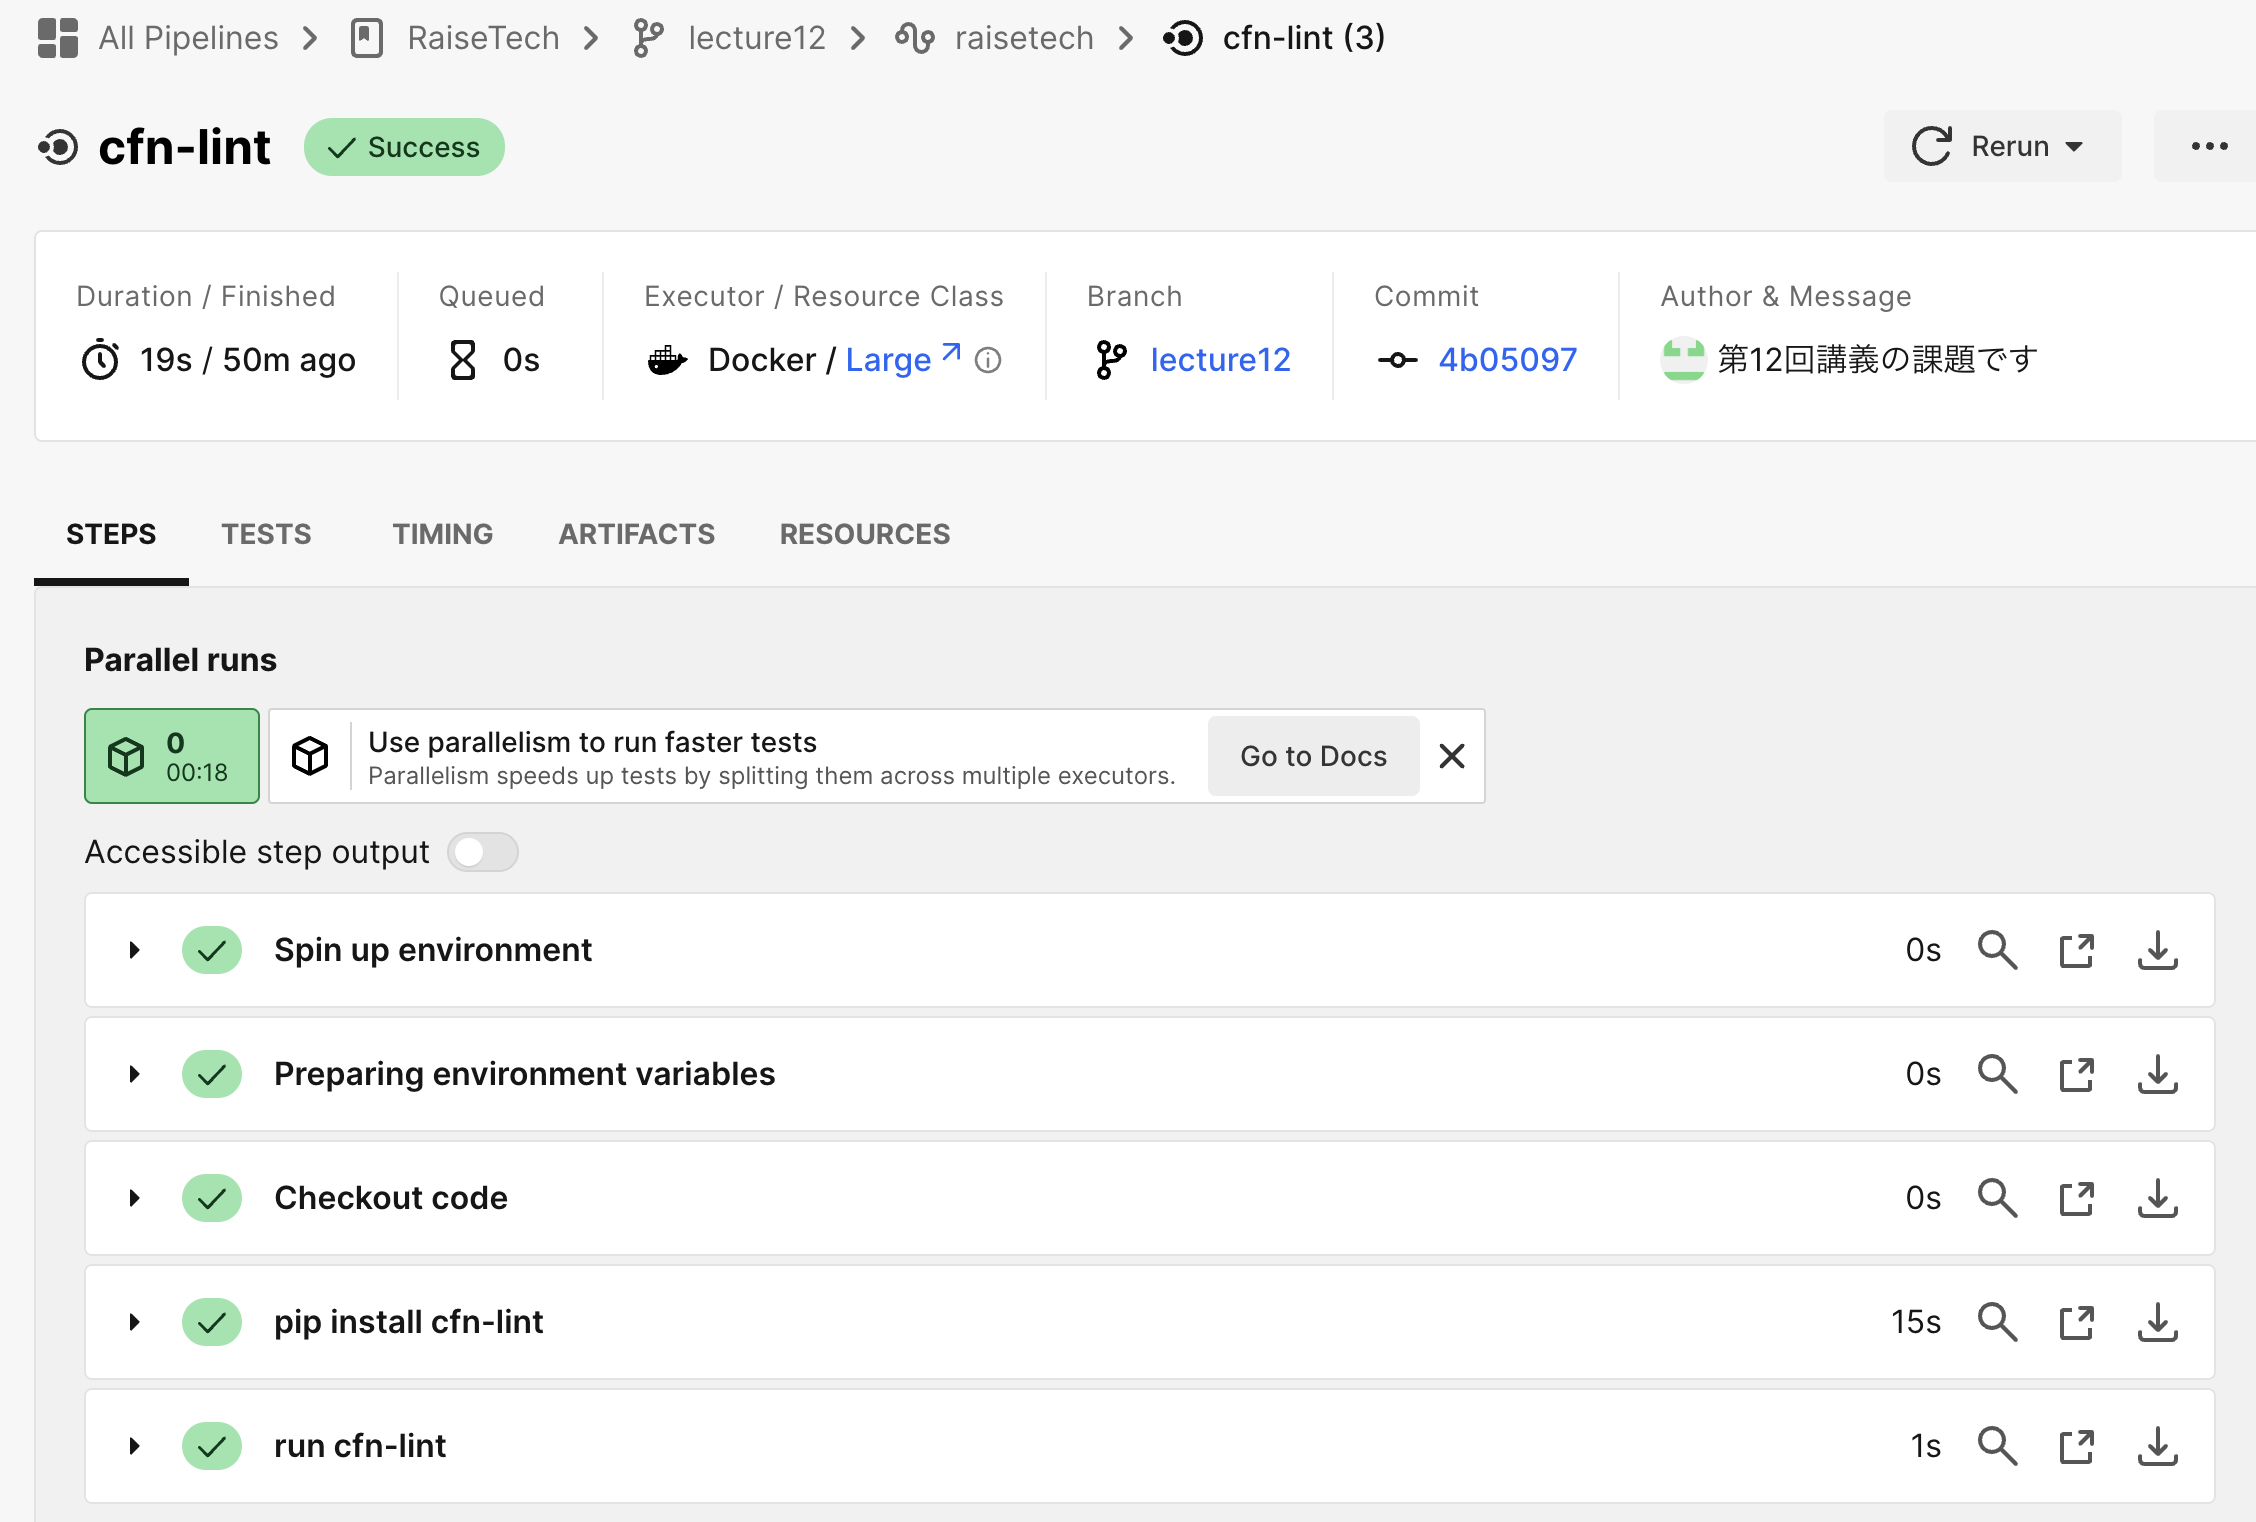 All Pipelines RaiseTech lecture12 raisetech cfn-lint (3)
cfn-lint Success Rerun
Duration / Finished Queued Executor / Resource Class Branch Commit Author & Message
19s / 50m ago 0s Docker / Large lecture12 4b05097 第12回講義の課題です
STEPS TESTS TIMING ARTIFACTS RESOURCES
Parallel runs
0
00:18
Use parallelism to run faster tests
Parallelism speeds up tests by splitting them across multiple executors.
Go to Docs
Accessible step output
Spin up environment 0s
Preparing environment variables 0s
Checkout code 0s
pip install cfn-lint 15s
run cfn-lint 1s